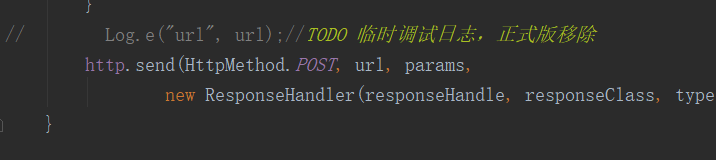 }
//        Log.e("url", url);//TODO 临时调试日志，正式版移除
http.send(HttpMethod.POST, url, params,
new ResponseHandler(responseHandle, responseClass, type
}